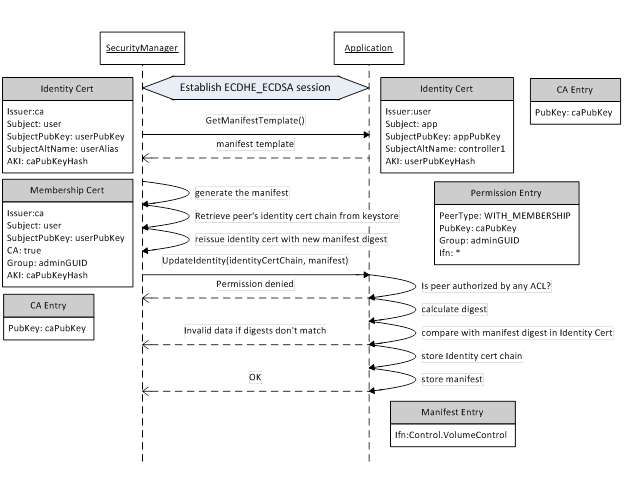 SecurityManager
Application
Establish ECDHE_ECDSA session
Identity Cert
Issuer:ca
Subject: user
SubjectPubKey: userPubKey
SubjectAltName: userAlias
AKI: caPubKeyHash
Identity Cert
Issuer:user
Subject: app
SubjectPubKey: appPubKey
SubjectAltName: controller1
AKI: userPubKeyHash
CA Entry
PubKey: caPubKey
GetManifestTemplate()
manifest template
Membership Cert
Issuer:ca
Subject: user
SubjectPubKey: userPubKey
CA: true
Group: adminGUID
AKI: caPubKeyHash
generate the manifest
Retrieve peer's identity cert chain from keystore
reissue identity cert with new manifest digest
Permission Entry
PeerType: WITH_MEMBERSHIP
PubKey: caPubKey
Group: adminGUID
Ifn: *
UpdateIdentity(identityCertChain, manifest)
Permission denied
Is peer authorized by any ACL?
CA Entry
PubKey: caPubKey
calculate digest
Invalid data if digests don't match
compare with manifest digest in Identity Cert
store Identity cert chain
OK
store manifest
Manifest Entry
Ifn:Control.VolumeControl